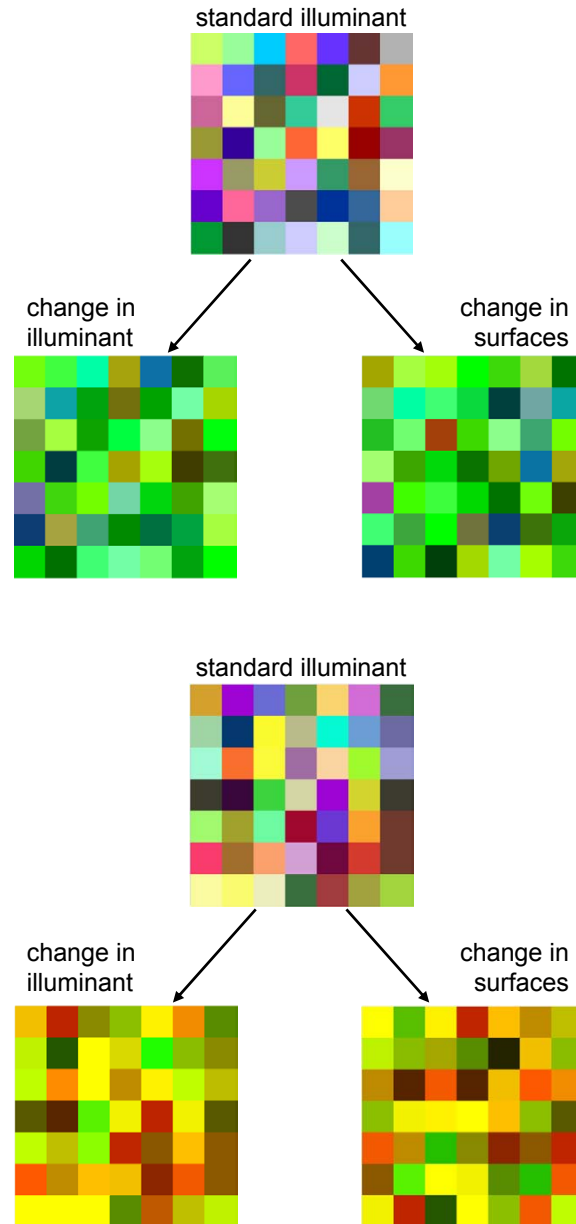 standard illuminant
change in
illuminant
change in
surfaces
standard illuminant
change in
illuminant
change in
surfaces